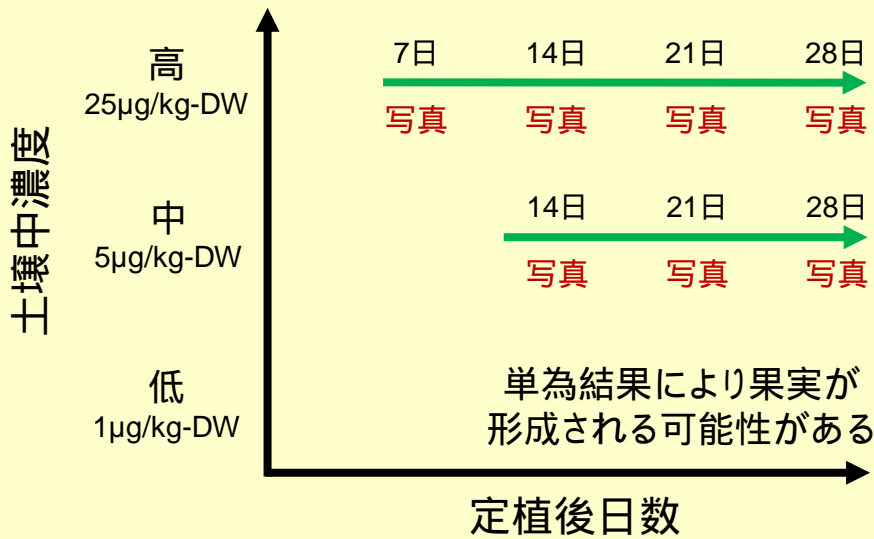 土壌中濃度
高
25μg/kg-DW
7日 14日 21日 28日
写真 写真 写真 写真
中
5μg/kg-DW
14日 21日 28日
写真 写真 写真
低
1μg/kg-DW
単為結果により果実が
形成される可能性がある
定植後日数